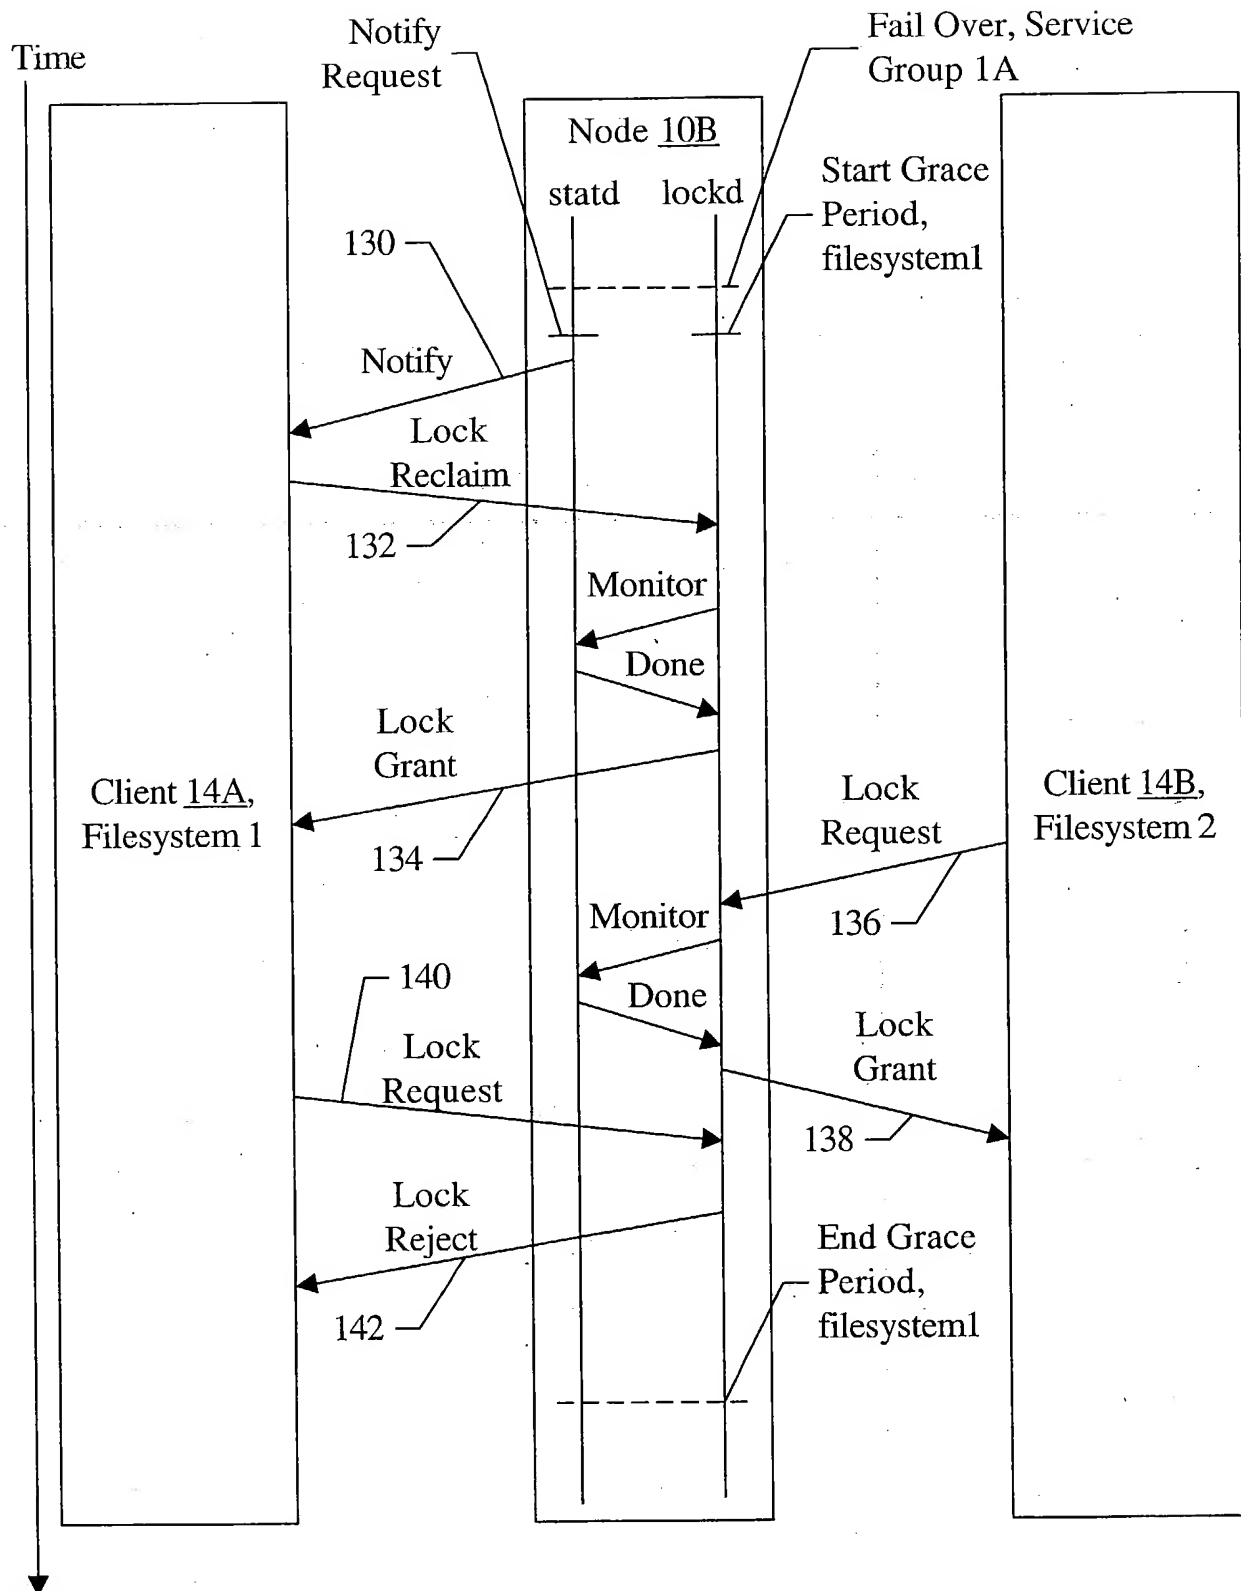 Time
Notify
Request
Fail Over, Service
Group 1A
Node 10B
statd
lockd
Start Grace
Period,
filesystem1
130
Notify
Lock
Reclaim
132
Monitor
Done
Lock
Grant
Client 14A,
Filesystem 1
134
Lock
Request
Client 14B,
Filesystem 2
136
Monitor
140
Done
Lock
Request
Lock
Grant
138
Lock
Reject
142
End Grace
Period,
filesystem1